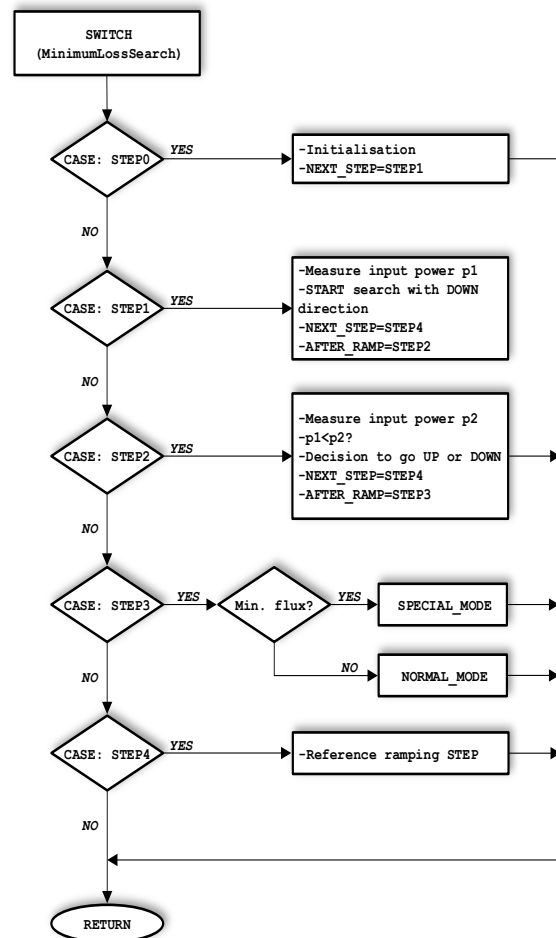 SWITCH
(MinimumLossSearch)
CASE: STEP0
YES
-Initialisation
-NEXT_STEP=STEP1
NO
CASE: STEP1
YES
-Measure input power p1
-START search with DOWN
direction
-NEXT_STEP=STEP4
-AFTER_RAMP=STEP2
NO
CASE: STEP2
YES
-Measure input power p2
-p1<p2?
-Decision to go UP or DOWN
-NEXT_STEP=STEP4
-AFTER_RAMP=STEP3
NO
CASE: STEP3
YES
Min. flux?
YES
SPECIAL_MODE
NO
NORMAL_MODE
NO
CASE: STEP4
YES
-Reference ramping STEP
NO
RETURN